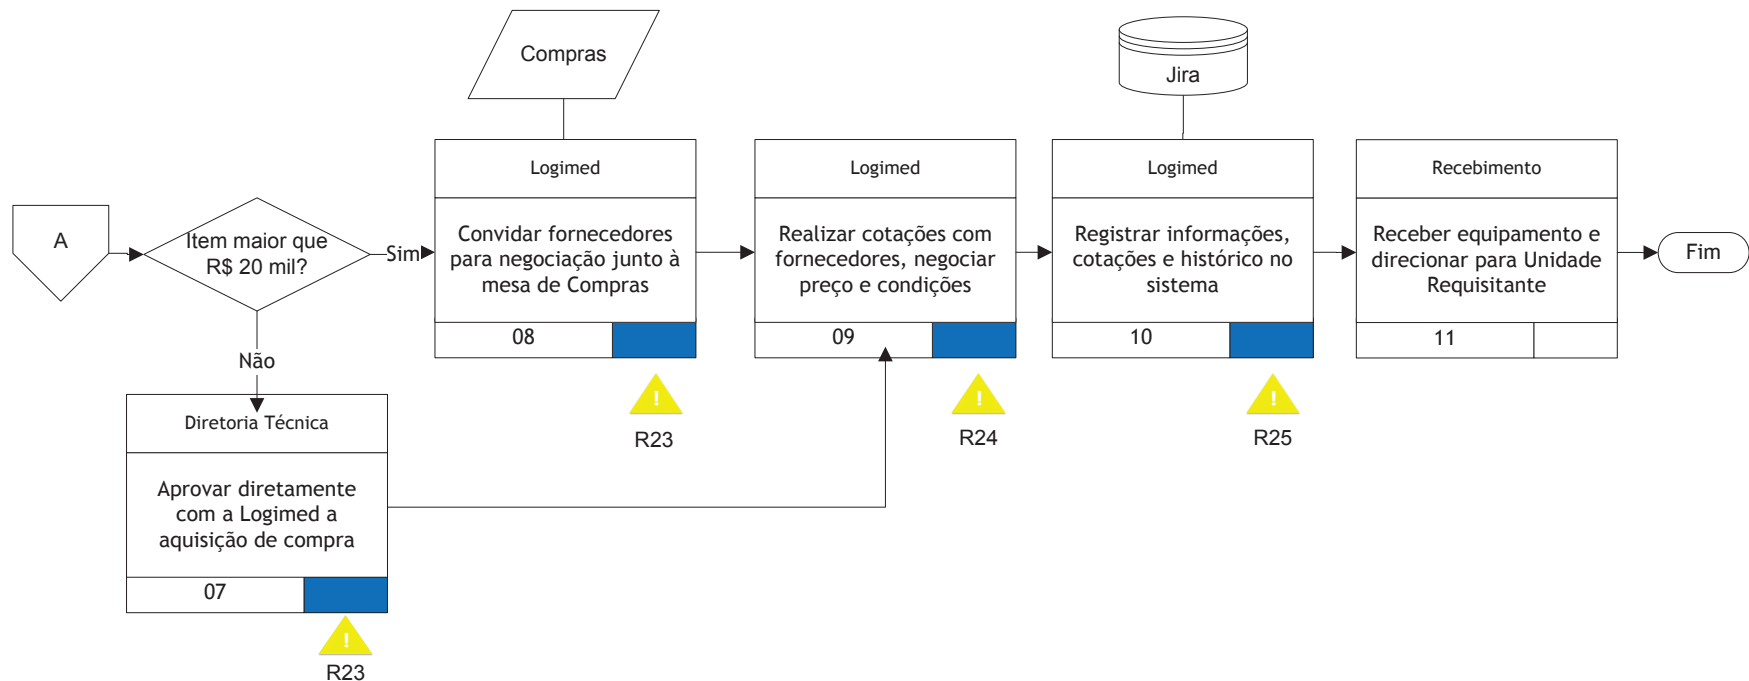 Compras
Jira
A
Item maior que
R$ 20 mil?
Sim
Não
Logimed
Convidar fornecedores
para negociação junto à
mesa de Compras
08
R23
Logimed
Realizar cotações com
fornecedores, negociar
preço e condições
09
R24
Logimed
Registrar informações,
cotações e histórico no
sistema
10
R25
Recebimento
Receber equipamento e
direcionar para Unidade
Requisitante
11
Fim
Diretoria Técnica
Aprovar diretamente
com a Logimed a
aquisição de compra
07
R23